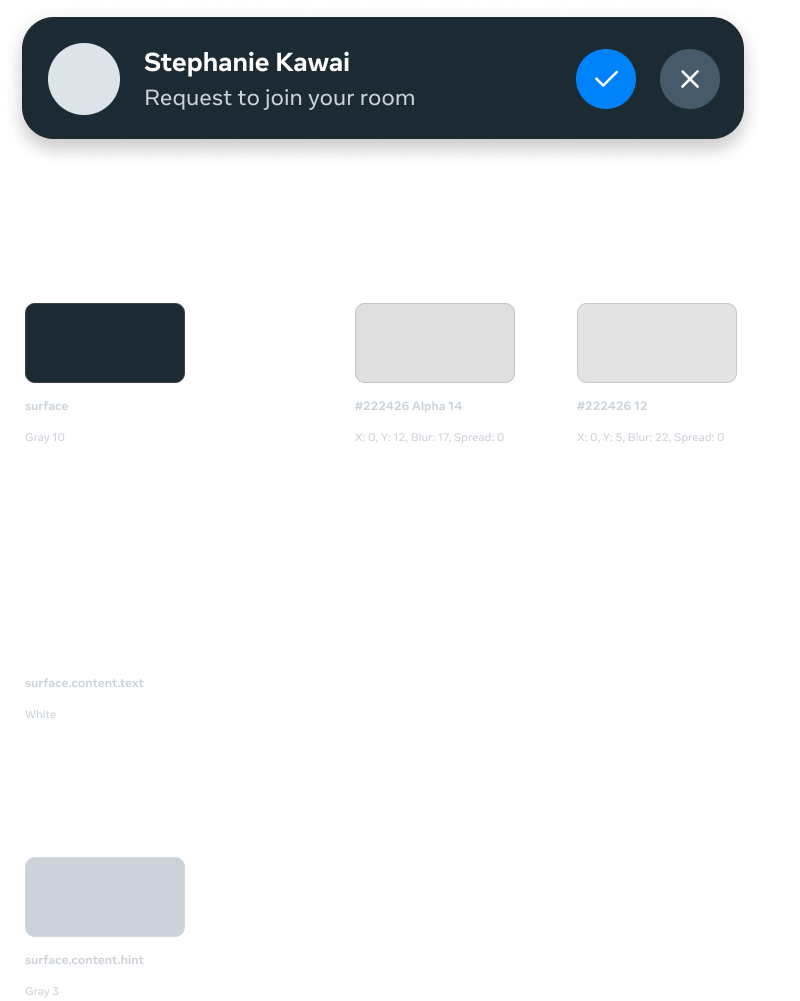 Stephanie Kawai
Request to join your room
surface
Gray 10
#222426 Alpha 14
X: 0, Y: 12, Blur: 17, Spread: 0
#222426 12
X: 0, Y: 5, Blur: 22, Spread: 0
surface.content.text
White
surface.content.hint
Gray 3